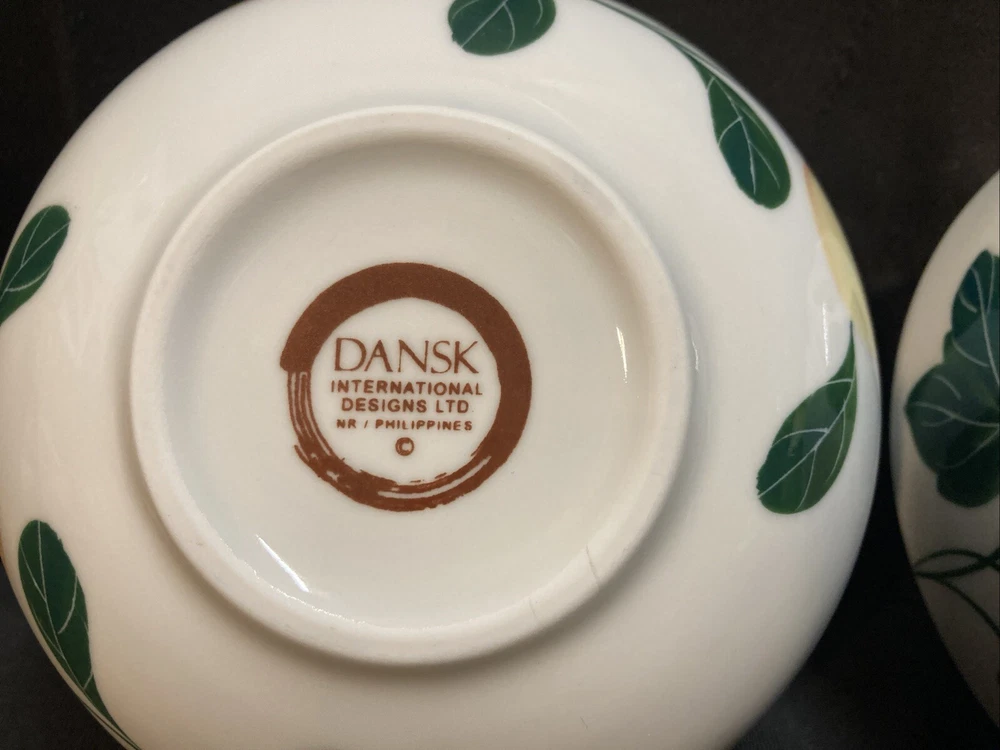 DANSK
INTERNATIONAL
DESIGNS LTD
NR / PHILIPPINES
©